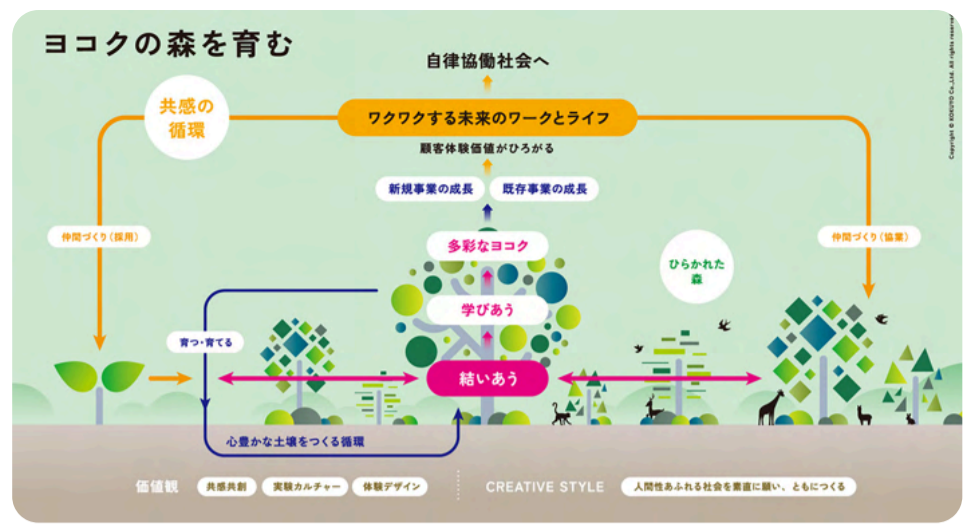 ヨコクの森を育む
Copyright © KOKUYO Co.,Ltd. All rights reserved
自律協働社会へ
共感の
循環
ワクワクする未来のワークとライフ
顧客体験価値がひろがる
新規事業の成長
既存事業の成長
仲間づくり(採用)
多彩なヨコク
仲間づくり(協業)
ひらかれた
森
学びあう
育つ・育てる
結いあう
心豊かな土壌をつくる循環
価値観
共感共創
実験カルチャー
体験デザイン
CREATIVE STYLE
人間性あふれる社会を素直に願い、ともにつくる